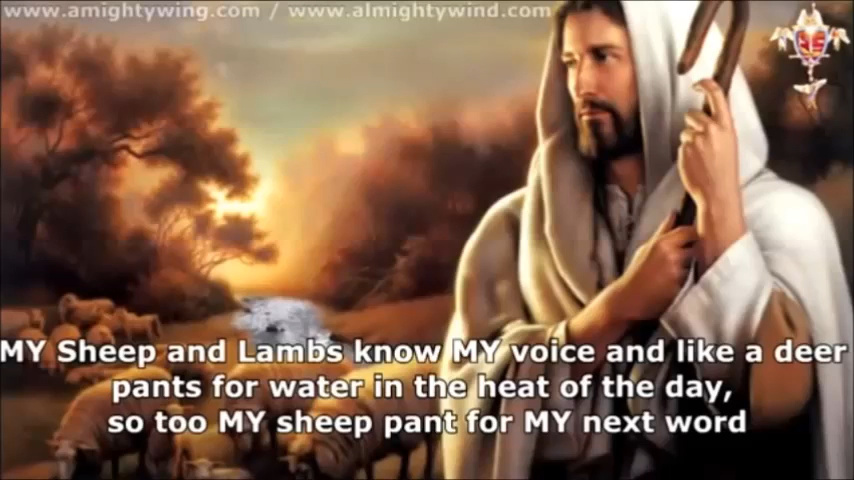 www.amightywing.com / www.almightywind.com
MY Sheep and Lambs know MY voice and like a deer
pants for water in the heat of the day,
so too MY sheep pant for MY next word